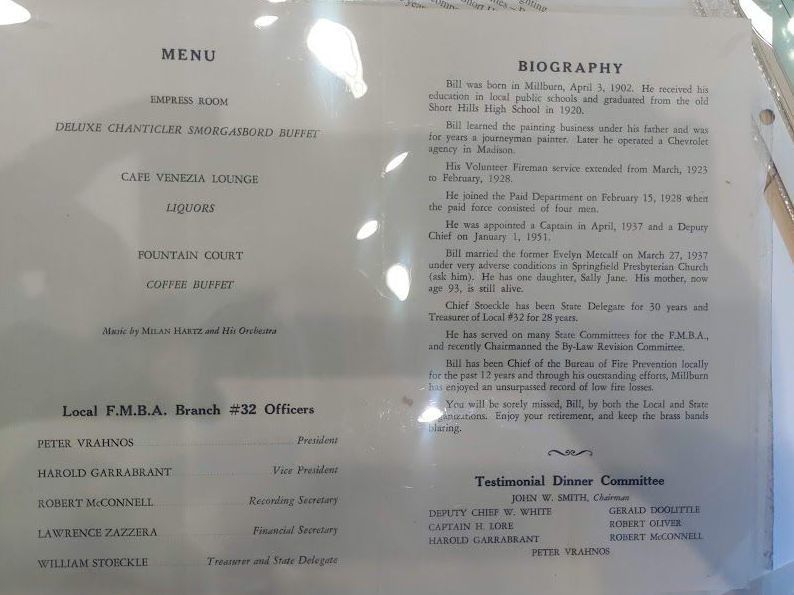 MENU
EMPRESS ROOM
DELUXE CHANTICLER SMORGASBORD BUFFET
CAFE VENEZIA LOUNGE
LIQUORS
FOUNTAIN COURT
COFFEE BUFFET
Music by MILAN HARTZ and His Orchestra
Local F.M.B.A. Branch #32 Officers
PETER VRAHNOS President
HAROLD GARRABRANT Vice President
ROBERT McCONNELL Recording Secretary
LAWRENCE ZAZZERA Financial Secretary
WILLIAM STOECKLE Treasurer and State Delegate
BIOGRAPHY
Bill was born in Millburn, April 3, 1902. He received his
education in local public schools and graduated from the old
Short Hills High School in 1920.
Bill learned the painting business under his father and was
for years a journeyman painter. Later he operated a Chevrolet
agency in Madison.
His Volunteer Fireman service extended from March, 1923
to February, 1928.
He joined the Paid Department on February 15, 1928 when
the paid force consisted of four men.
He was appointed a Captain in April, 1937 and a Deputy
Chief on January 1, 1951.
Bill married the former Evelyn Metcalf on March 27, 1937
under very adverse conditions in Springfield Presbyterian Church
(ask him). He has one daughter, Sally Jane. His mother, now
age 93, is still alive.
Chief Stoeckle has been State Delegate for 30 years and
Treasurer of Local #32 for 28 years.
He has served on many State Committees for the F.M.B.A.,
and recently Chairmanned the By-Law Revision Committee.
Bill has been Chief of the Bureau of Fire Prevention locally
for the past 12 years and through his outstanding efforts, Millburn
has enjoyed an unsurpassed record of low fire losses.
You will be sorely missed, Bill, by both the Local and State
organizations. Enjoy your retirement, and keep the brass bands
blaring.
Testimonial Dinner Committee
JOHN W. SMITH, Chairman
DEPUTY CHIEF W. WHITE GERALD DOOLITTLE
CAPTAIN H. LORE ROBERT OLIVER
HAROLD GARRABRANT ROBERT McCONNELL
PETER VRAHNOS